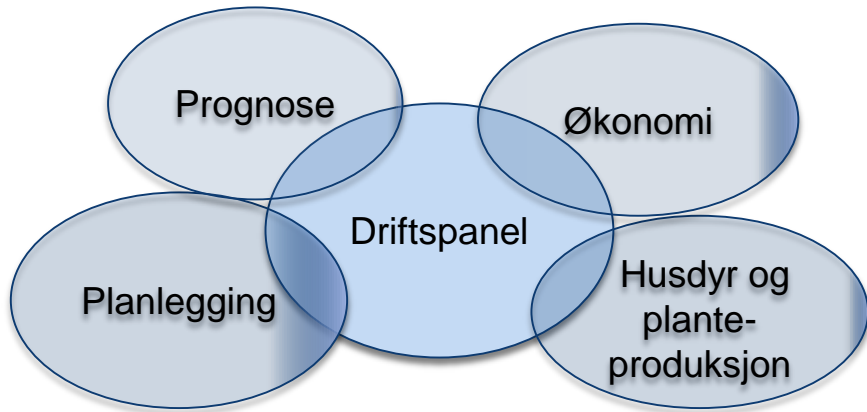 Prognose
Økonomi
Driftspanel
Planlegging
Husdyr og
plante-
produksjon